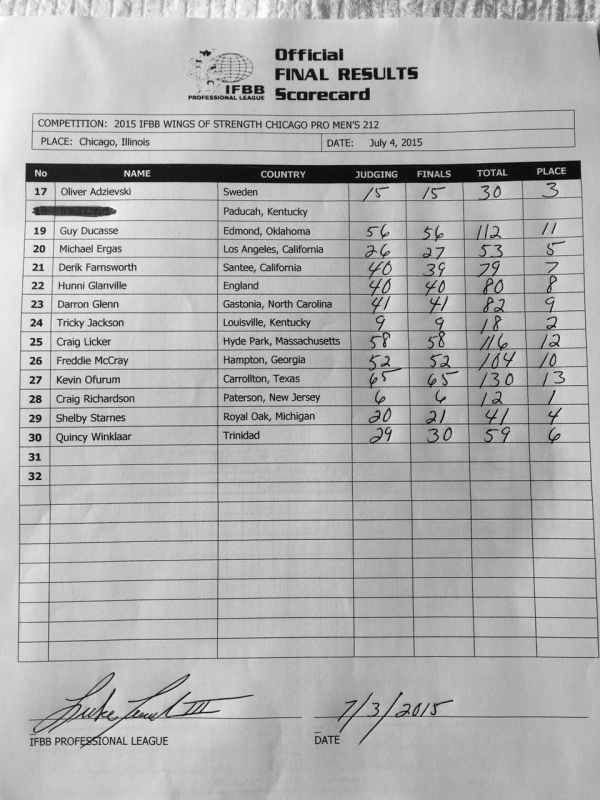 Official
FINAL RESULTS
Scorecard
IFBB
PROFESSIONAL LEAGUE
COMPETITION: 2015 IFBB WINGS OF STRENGTH CHICAGO PRO MEN'S 212
PLACE: Chicago, Illinois DATE: July 4, 2015
No NAME COUNTRY JUDGING FINALS TOTAL PLACE
17 Oliver Adzievski Sweden 15 15 30 3
Paducah, Kentucky
19 Guy Ducasse Edmond, Oklahoma 56 56 112 11
20 Michael Ergas Los Angeles, California 26 27 53 5
21 Derik Farnsworth Santee, California 40 39 79 7
22 Hunni Glanville England 40 40 80 8
23 Darron Glenn Gastonia, North Carolina 41 41 82 9
24 Tricky Jackson Louisville, Kentucky 9 9 18 2
25 Craig Licker Hyde Park, Massachusetts 58 58 116 12
26 Freddie McCray Hampton, Georgia 52 52 104 10
27 Kevin Ofurum Carrollton, Texas 65 65 130 13
28 Craig Richardson Paterson, New Jersey 6 6 12 1
29 Shelby Starnes Royal Oak, Michigan 20 21 41 4
30 Quincy Winklaar Trinidad 29 30 59 6
31
32
III 7/3/2015
IFBB PROFESSIONAL LEAGUE DATE